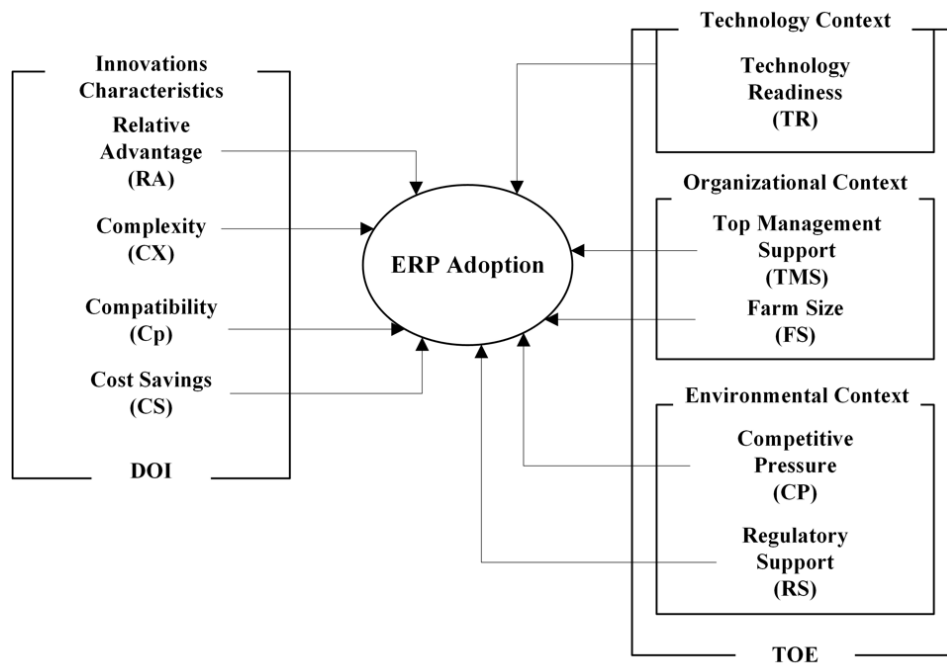 Innovations
Characteristics
Relative
Advantage
(RA)
Complexity
(CX)
Compatibility
(Cp)
Cost Savings
(CS)
DOI
ERP Adoption
Technology Context
Technology
Readiness
(TR)
Organizational Context
Top Management
Support
(TMS)
Farm Size
(FS)
Environmental Context
Competitive
Pressure
(CP)
Regulatory
Support
(RS)
TOE